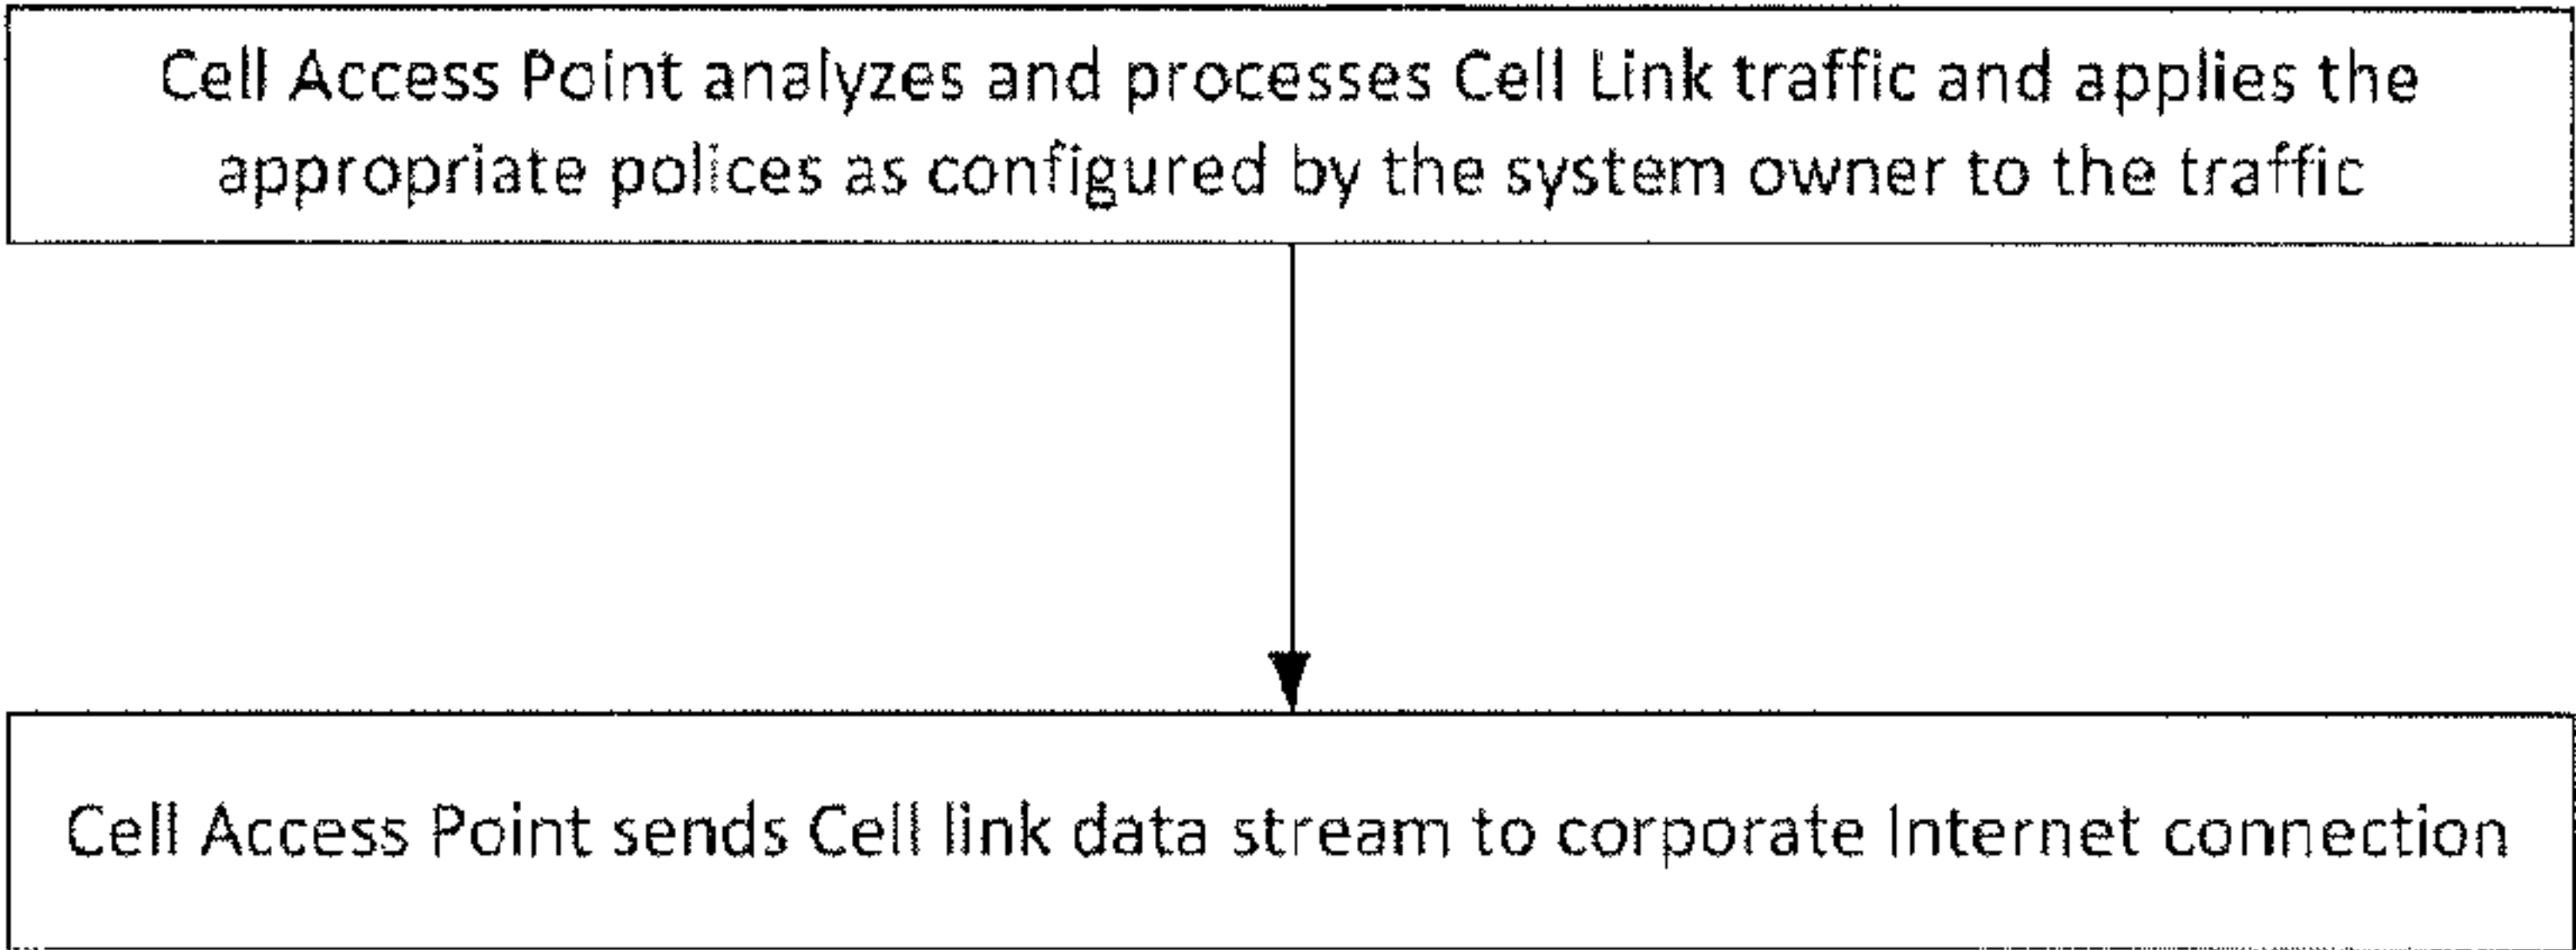 Cell Access Point analyzes and processes Cell Link traffic and applies the
appropriate polices as configured by the system owner to the traffic
Cell Access Point sends Cell link data stream to corporate Internet connection